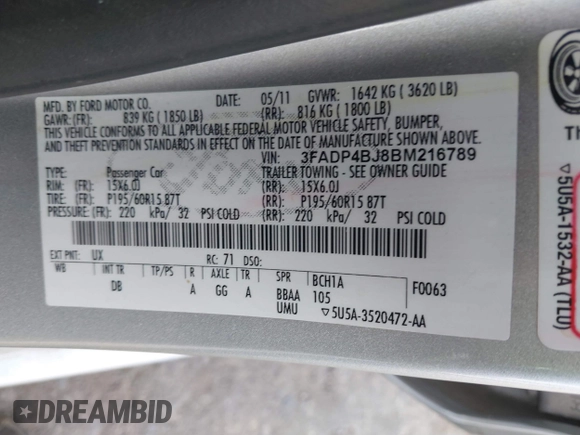 MFD. BY FORD MOTOR CO.
DATE: 05/11 GVWR: 1642 KG ( 3620 LB)
GAWR: (FR): 839 KG ( 1850 LB) (RR): 816 KG ( 1800 LB)
THIS VEHICLE CONFORMS TO ALL APPLICABLE FEDERAL MOTOR VEHICLE SAFETY, BUMPER,
AND THEFT PREVENTION STANDARDS IN EFFECT ON THE DATE OF MANUFACTURE SHOWN ABOVE.
VIN: 3FADP4BJ8BM216789
TYPE: Passenger Car TRAILER TOWING - SEE OWNER GUIDE
RIM: (FR): 15X6.0J (RR): 15X6.0J
TIRE: (FR): P195/60R15 87T (RR): P195/60R15 87T
PRESSURE: (FR): 220 kPa/ 32 PSI COLD (RR): 220 kPa/ 32 PSI COLD
EXT PNT: UX RC: 71 DSO:
WB INT TR TP/PS R AXLE TR SPR BCH1A F0063
DB A GG A BBAA 105
UMU ▽5U5A-3520472-AA
▽5U5A-1532-AA (TLU)
DREAMBID